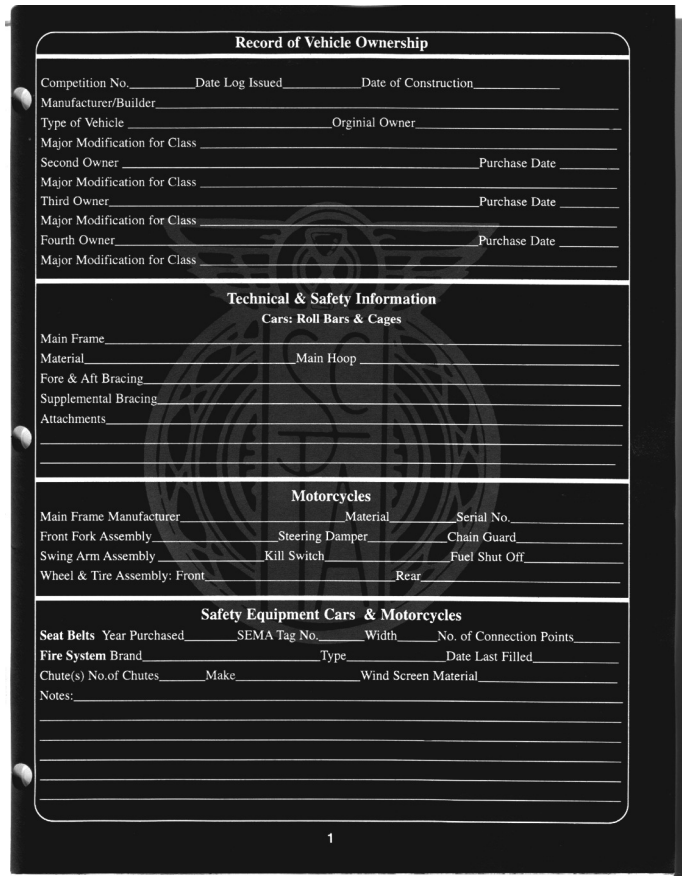 Record of Vehicle Ownership
Competition No. Date Log Issued Date of Construction
Manufacturer/Builder
Type of Vehicle Orginial Owner
Major Modification for Class
Second Owner Purchase Date
Major Modification for Class
Third Owner Purchase Date
Major Modification for Class
Fourth Owner Purchase Date
Major Modification for Class
Technical & Safety Information
Cars: Roll Bars & Cages
Main Frame
Material Main Hoop
Fore & Aft Bracing
Supplemental Bracing
Attachments
SC
TA
Motorcycles
Main Frame Manufacturer Material Serial No.
Front Fork Assembly Steering Damper Chain Guard
Swing Arm Assembly Kill Switch Fuel Shut Off
Wheel & Tire Assembly: Front Rear
Safety Equipment Cars & Motorcycles
Seat Belts Year Purchased SEMA Tag No. Width No. of Connection Points
Fire System Brand Type Date Last Filled
Chute(s) No.of Chutes Make Wind Screen Material
Notes:
1